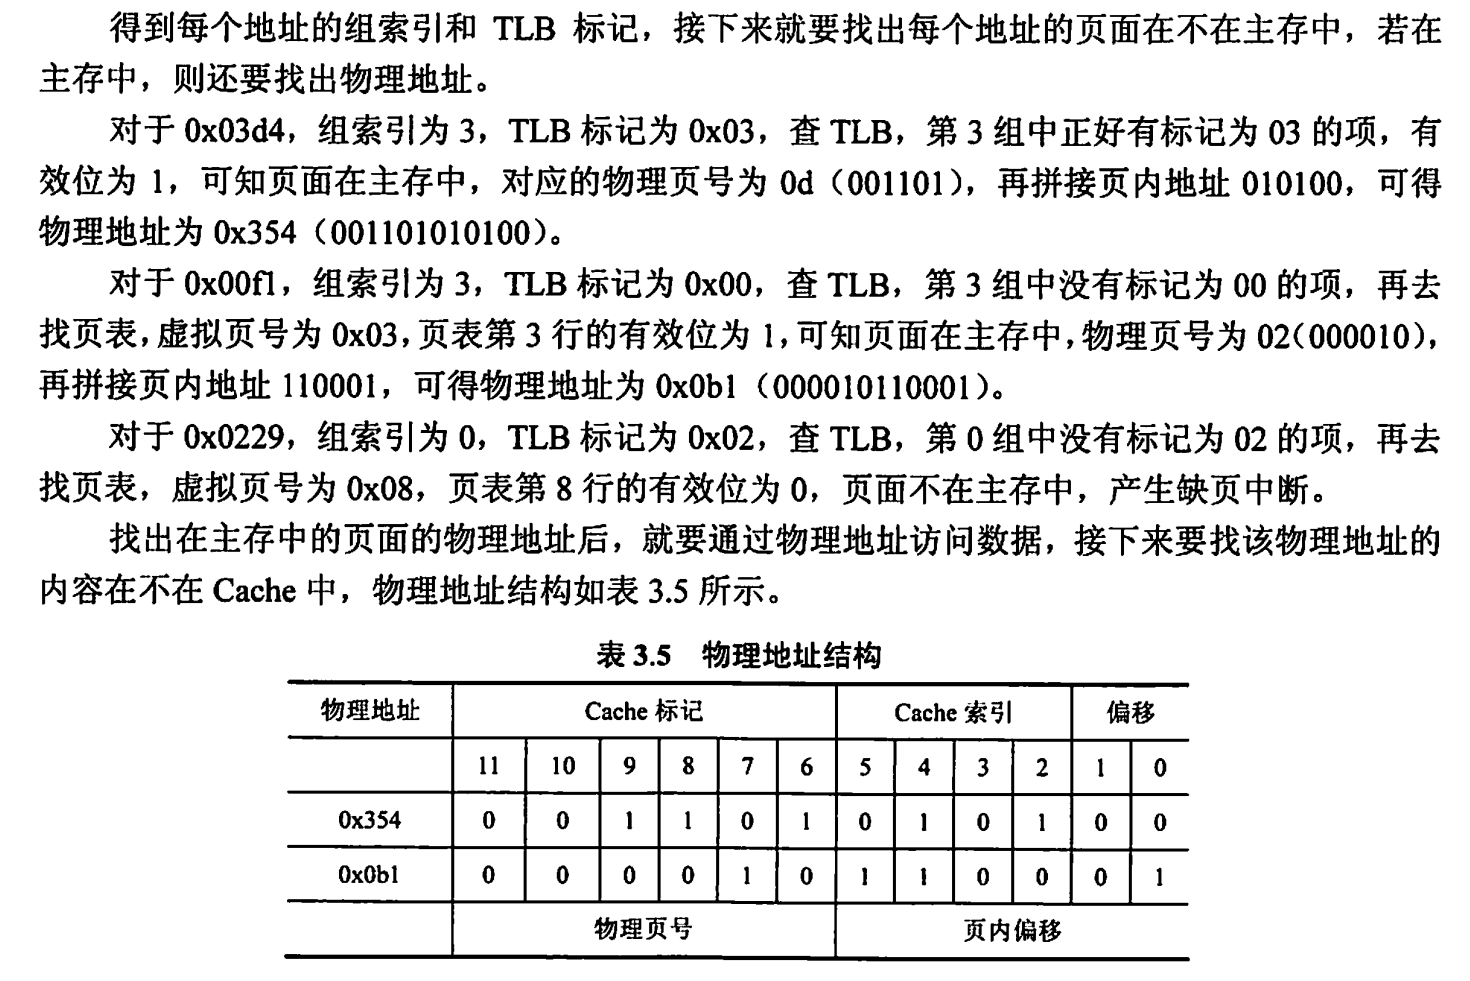 得到每个地址的组索引和 TLB 标记，接下来就要找出每个地址的页面在不在主存中，若在
主存中，则还要找出物理地址。
对于 0x03d4，组索引为 3，TLB 标记为 0x03，查 TLB，第 3 组中正好有标记为 03 的项，有
效位为 1，可知页面在主存中，对应的物理页号为 0d（001101），再拼接页内地址 010100，可得
物理地址为 0x354（001101010100）。
对于 0x00f1，组索引为 3，TLB 标记为 0x00，查 TLB，第 3 组中没有标记为 00 的项，再去
找页表，虚拟页号为 0x03，页表第 3 行的有效位为 1，可知页面在主存中，物理页号为 02（000010），
再拼接页内地址 110001，可得物理地址为 0x0b1（000010110001）。
对于 0x0229，组索引为 0，TLB 标记为 0x02，查 TLB，第 0 组中没有标记为 02 的项，再去
找页表，虚拟页号为 0x08，页表第 8 行的有效位为 0，页面不在主存中，产生缺页中断。
找出在主存中的页面的物理地址后，就要通过物理地址访问数据，接下来要找该物理地址的
内容在不在 Cache 中，物理地址结构如表 3.5 所示。
表 3.5 物理地址结构
物理地址 Cache 标记 Cache 索引 偏移
11 10 9 8 7 6 5 4 3 2 1 0
0x354 0 0 1 1 0 1 0 1 0 1 0 0
0x0b1 0 0 0 0 1 0 1 1 0 0 0 1
物理页号 页内偏移